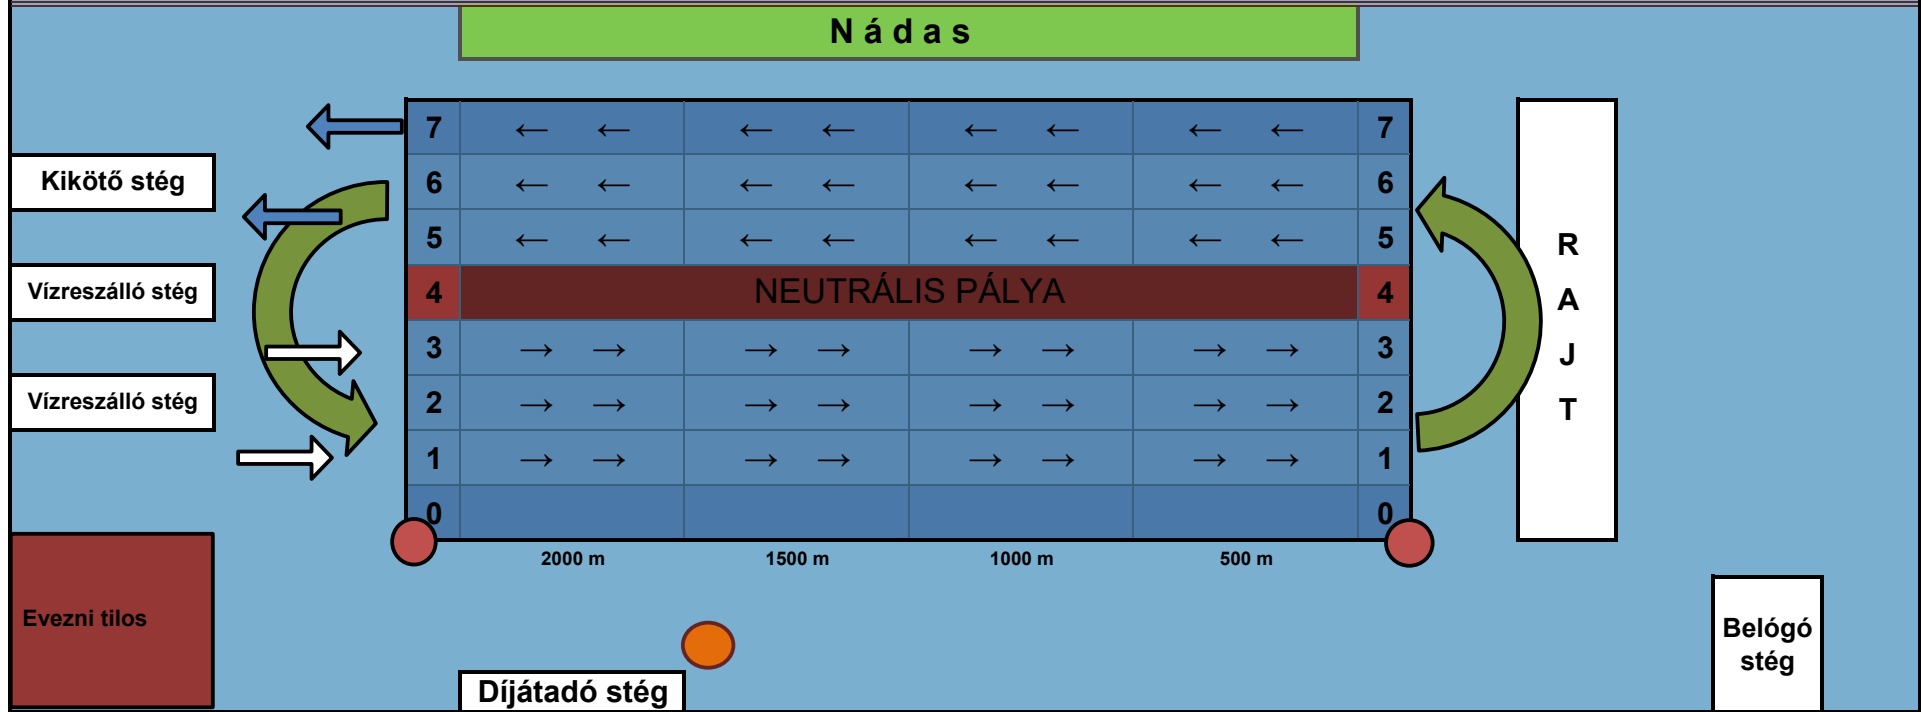 N á d a s
7 ← ← ← ← ← ← ← ← 7
Kikötő stég
6 ← ← ← ← ← ← ← ← 6
5 ← ← ← ← ← ← ← ← 5
Vízreszálló stég
4 NEUTRÁLIS PÁLYA 4
3 → → → → → → → → 3
Vízreszálló stég
2 → → → → → → → → 2
1 → → → → → → → → 1
0 0
R
A
J
T
2000 m 1500 m 1000 m 500 m
Evezni tilos
Díjátadó stég
Belógó
stég